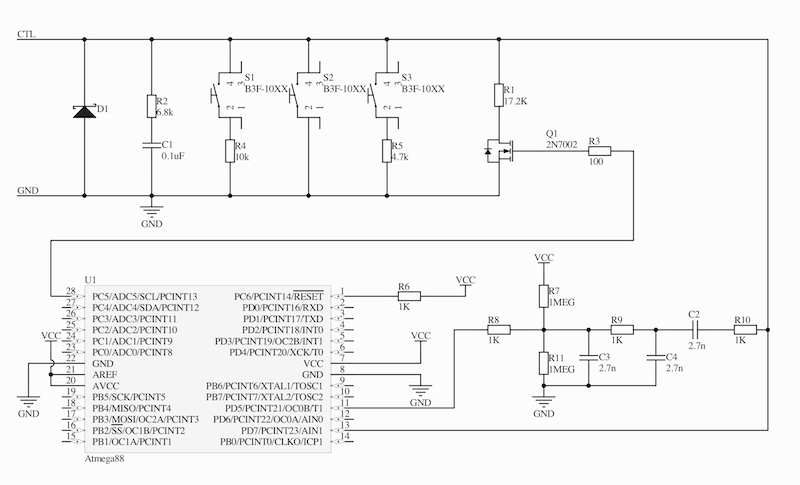 CTL
S1
B3F-10XX
S2
B3F-10XX
S3
B3F-10XX
4 3
4 3
4 3
2 1
2 1
2 1
R1
17.2K
D1
R2
6.8k
C1
0.1uF
R4
10k
R5
4.7k
Q1
2N7002
R3
100
GND
GND
U1
28 PC5/ADC5/SCL/PCINT13 PC6/PCINT14/RESET 1
27 PC4/ADC4/SDA/PCINT12 PD0/PCINT16/RXD 2
26 PC3/ADC3/PCINT11 PD1/PCINT17/TXD 3
25 PC2/ADC2/PCINT10 PD2/PCINT18/INT0 4
24 PC1/ADC1/PCINT9 PD3/PCINT19/OC2B/INT1 5
23 PC0/ADC0/PCINT8 PD4/PCINT20/XCK/T0 6
22 GND VCC 7
21 AREF GND 8
20 AVCC PB6/PCINT6/XTAL1/TOSC1 9
19 PB5/SCK/PCINT5 PB7/PCINT7/XTAL2/TOSC2 10
18 PB4/MISO/PCINT4 PD5/PCINT21/OC0B/T1 11
17 PB3/MOSI/OC2A/PCINT3 PD6/PCINT22/OC0A/AIN0 12
16 PB2/SS/OC1B/PCINT2 PD7/PCINT23/AIN1 13
15 PB1/OC1A/PCINT1 PB0/PCINT0/CLKO/ICP1 14
Atmega88
VCC
GND
R6
1K
VCC
VCC
GND
VCC
R7
1MEG
R8
1K
R9
1K
C2
2.7n
R10
1K
R11
1MEG
C3
2.7n
C4
2.7n
GND